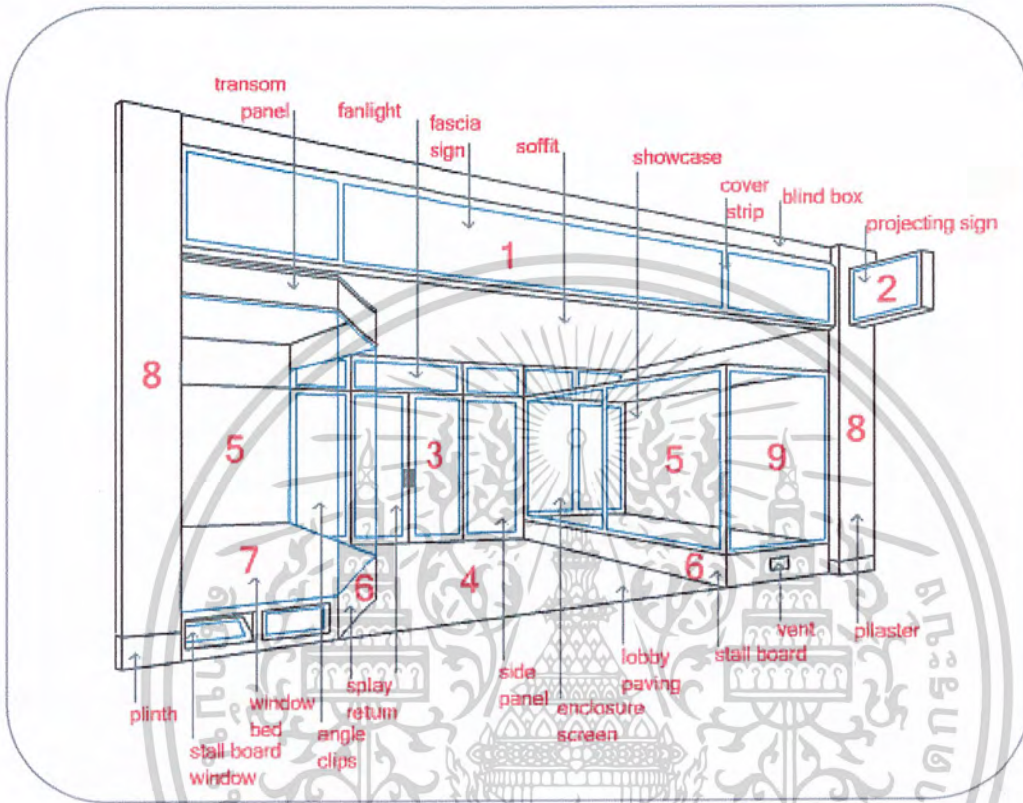 transom
panel
fanlight
fascia
sign
soffit
showcase
cover
strip
blind box
projecting sign
1
2
8
5
3
5
9
8
7
6
4
6
plinth
stall board
window
window
bed
angle
clips
splay
return
side
panel
enclosure
screen
lobby
paving
stall board
vent
pilaster